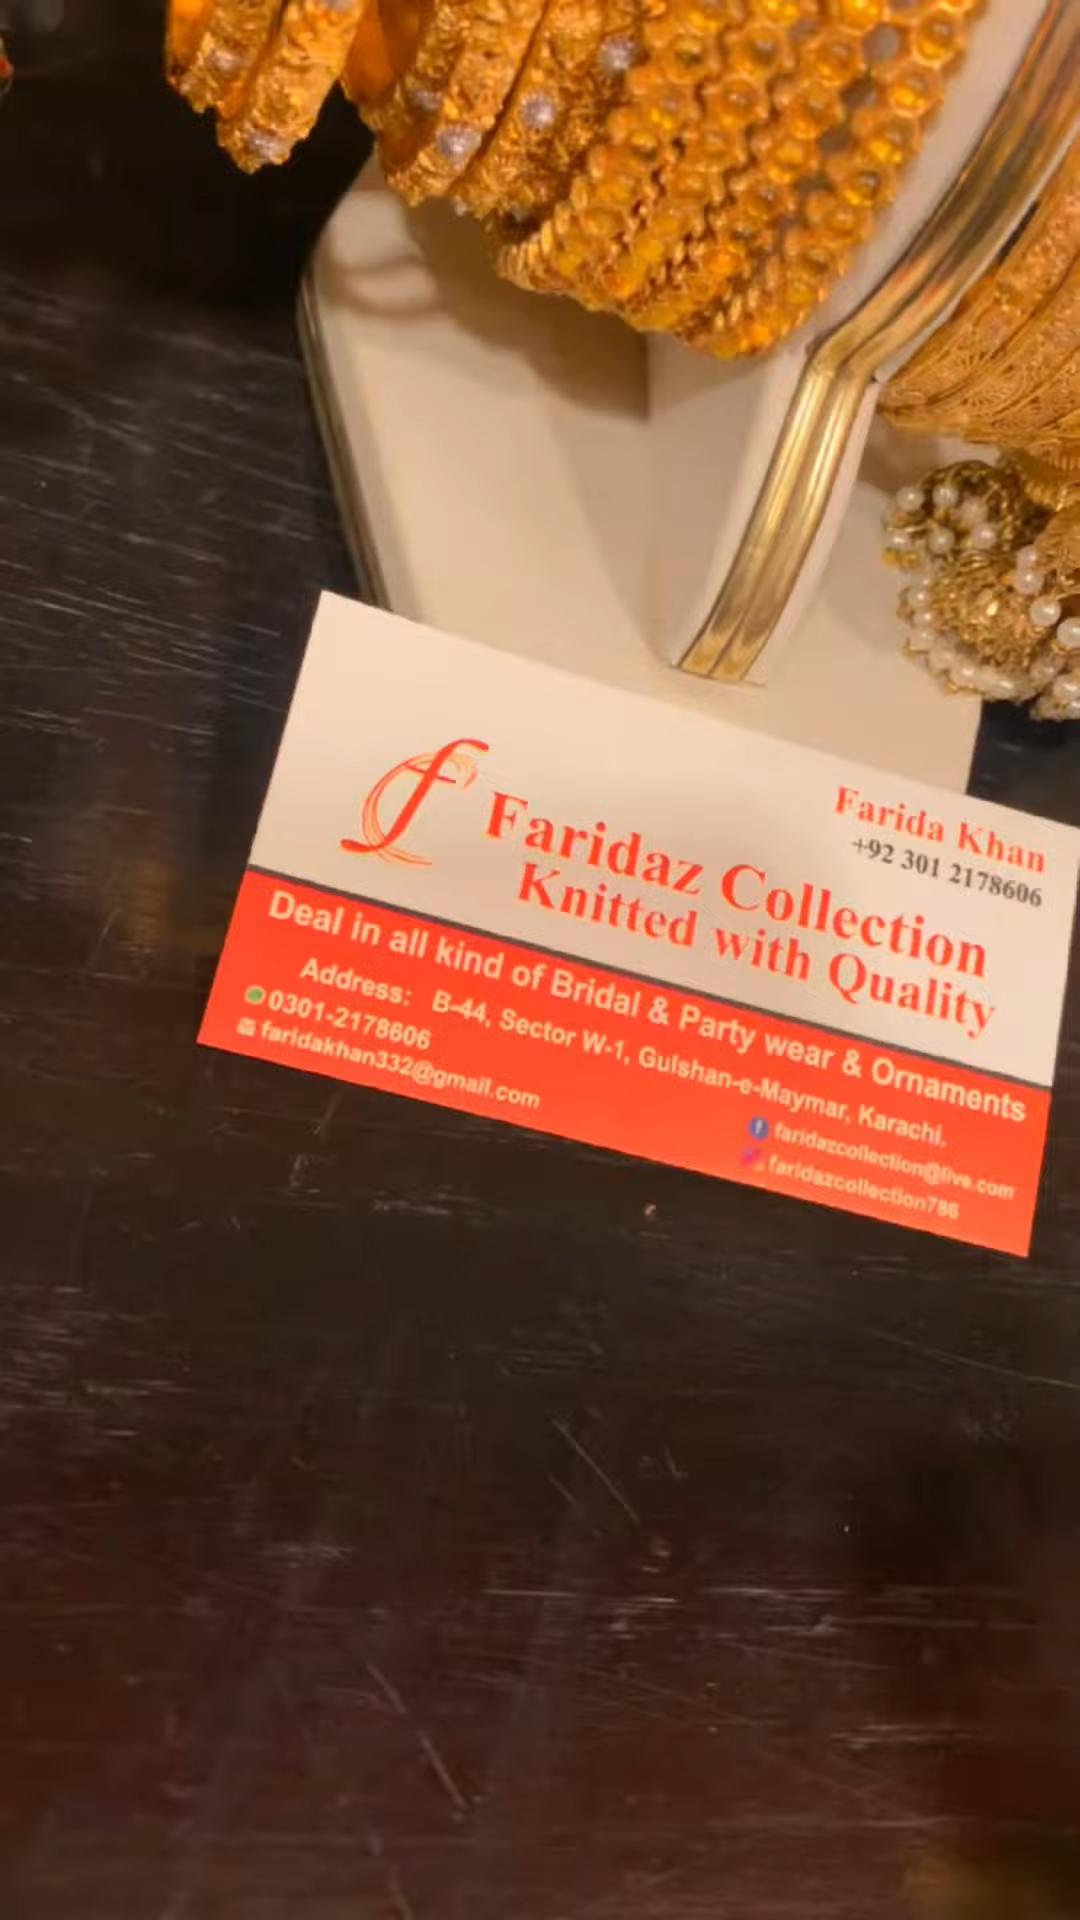 f
Faridaz Collection
Knitted with Quality
Farida Khan
+92 301 2178606
Deal in all kind of Bridal & Party wear & Ornaments
Address: B-44, Sector W-1, Gulshan-e-Maymar, Karachi.
0301-2178606
faridakhan332@gmail.com
faridazcollection@live.com
faridazcollection786